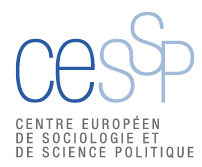 cessp
CENTRE EUROPÉEN
DE SOCIOLOGIE ET
DE SCIENCE POLITIQUE